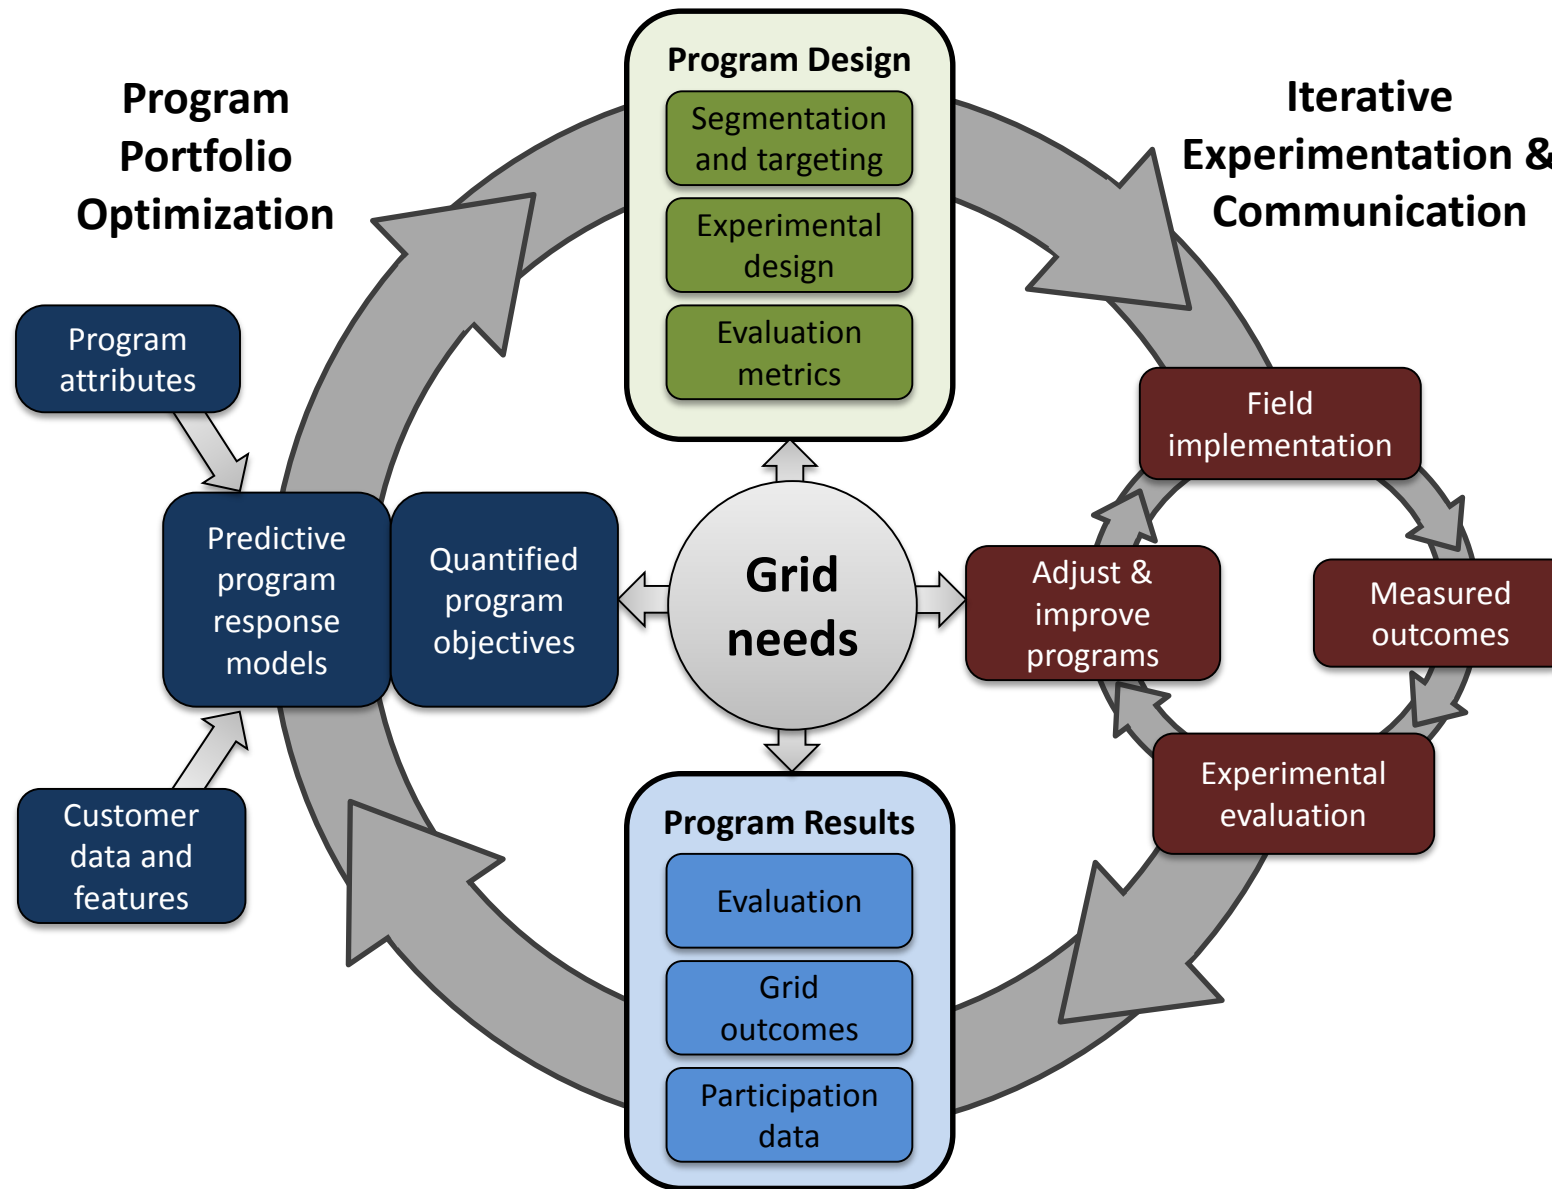 Program
Portfolio
Optimization
Program Design
Segmentation
and targeting
Experimental
design
Evaluation
metrics
Iterative
Experimentation &
Communication
Program
attributes
Predictive
program
response
models
Quantified
program
objectives
Customer
data and
features
Grid
needs
Field
implementation
Measured
outcomes
Experimental
evaluation
Adjust &
improve
programs
Program Results
Evaluation
Grid
outcomes
Participation
data